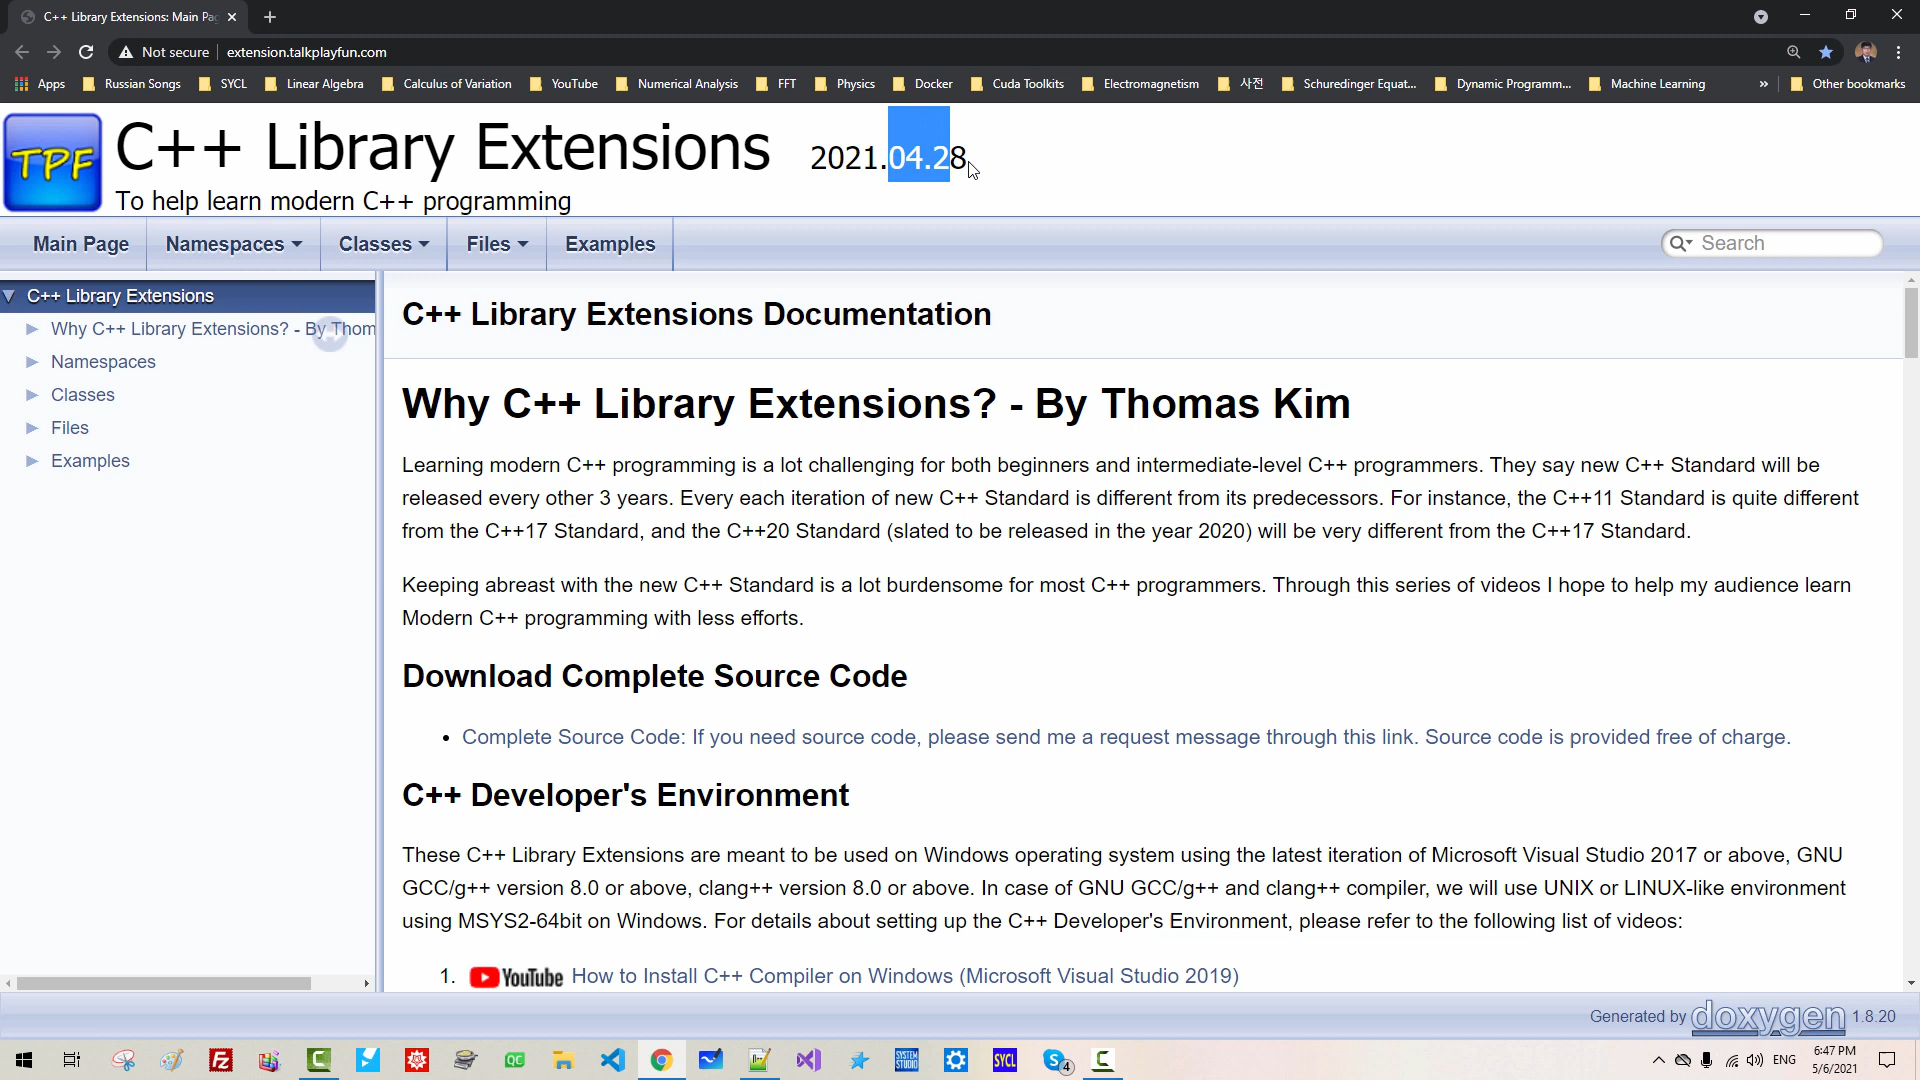 C++ Library Extensions: Main Pa
Not secure
extension.talkplayfun.com
Apps
Russian Songs
SYCL
Linear Algebra
Calculus of Variation
YouTube
Numerical Analysis
FFT
Physics
Docker
Cuda Toolkits
Electromagnetism
사전
Schuredinger Equat...
Dynamic Programm...
Machine Learning
»
Other bookmarks
TPF
C++ Library Extensions 2021.04.28
To help learn modern C++ programming
Main Page
Namespaces
Classes
Files
Examples
Search
C++ Library Extensions
Why C++ Library Extensions? - By Thom
Namespaces
Classes
Files
Examples
C++ Library Extensions Documentation
Why C++ Library Extensions? - By Thomas Kim
Learning modern C++ programming is a lot challenging for both beginners and intermediate-level C++ programmers. They say new C++ Standard will be
released every other 3 years. Every each iteration of new C++ Standard is different from its predecessors. For instance, the C++11 Standard is quite different
from the C++17 Standard, and the C++20 Standard (slated to be released in the year 2020) will be very different from the C++17 Standard.
Keeping abreast with the new C++ Standard is a lot burdensome for most C++ programmers. Through this series of videos I hope to help my audience learn
Modern C++ programming with less efforts.
Download Complete Source Code
• Complete Source Code: If you need source code, please send me a request message through this link. Source code is provided free of charge.
C++ Developer's Environment
These C++ Library Extensions are meant to be used on Windows operating system using the latest iteration of Microsoft Visual Studio 2017 or above, GNU
GCC/g++ version 8.0 or above, clang++ version 8.0 or above. In case of GNU GCC/g++ and clang++ compiler, we will use UNIX or LINUX-like environment
using MSYS2-64bit on Windows. For details about setting up the C++ Developer's Environment, please refer to the following list of videos:
1. YouTube How to Install C++ Compiler on Windows (Microsoft Visual Studio 2019)
Generated by doxygen 1.8.20
QC
SYSTEM STUDIO
SYCL
4
ENG
6:47 PM
5/6/2021